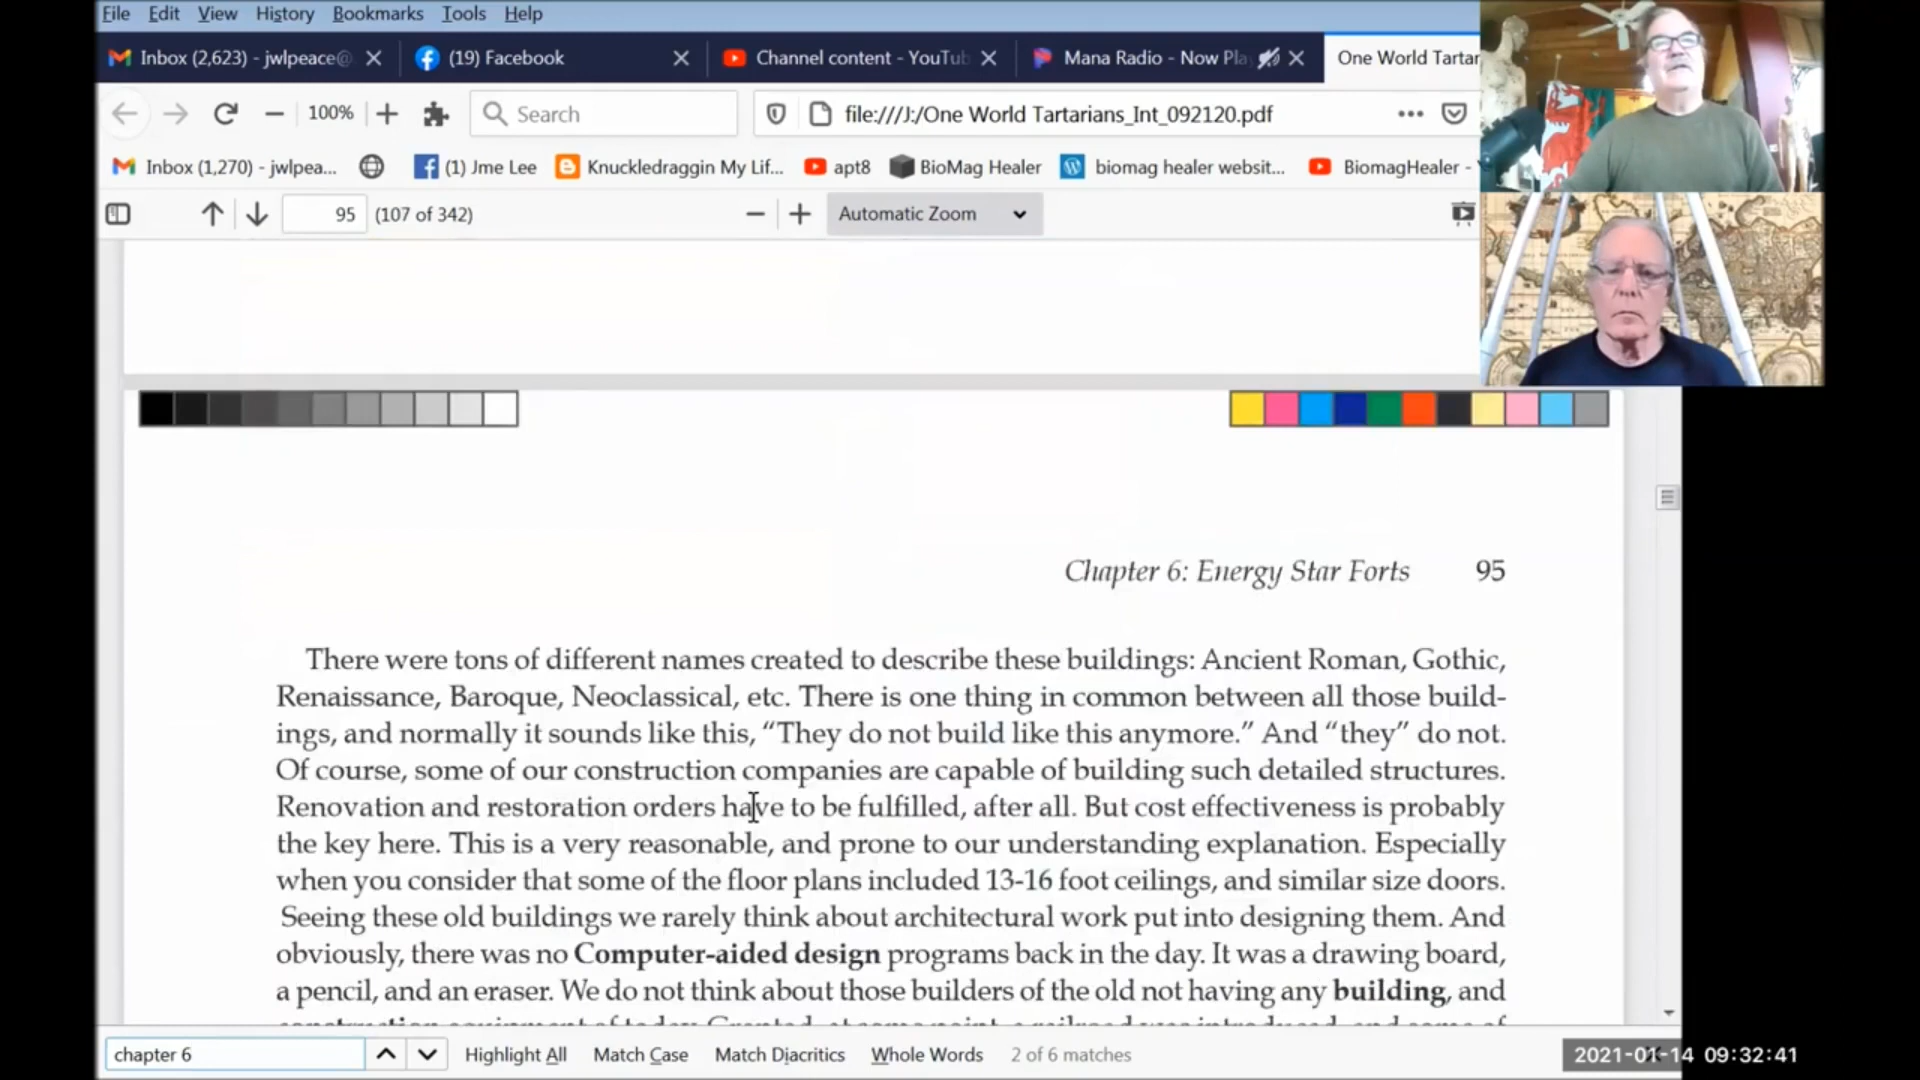 File Edit View History Bookmarks Tools Help
Inbox (2,623) - jwlpeace@ (19) Facebook Channel content - YouTub Mana Radio - Now Pla One World Tartar
100% Search file:///J:/One World Tartarians_Int_092120.pdf
Inbox (1,270) - jwlpea... (1) Jme Lee Knuckledraggin My Lif... apt8 BioMag Healer biomag healer websit... BiomagHealer -
95 (107 of 342) Automatic Zoom
Chapter 6: Energy Star Forts 95
There were tons of different names created to describe these buildings: Ancient Roman, Gothic,
Renaissance, Baroque, Neoclassical, etc. There is one thing in common between all those build-
ings, and normally it sounds like this, “They do not build like this anymore.” And “they” do not.
Of course, some of our construction companies are capable of building such detailed structures.
Renovation and restoration orders have to be fulfilled, after all. But cost effectiveness is probably
the key here. This is a very reasonable, and prone to our understanding explanation. Especially
when you consider that some of the floor plans included 13-16 foot ceilings, and similar size doors.
Seeing these old buildings we rarely think about architectural work put into designing them. And
obviously, there was no Computer-aided design programs back in the day. It was a drawing board,
a pencil, and an eraser. We do not think about those builders of the old not having any building, and
chapter 6 Highlight All Match Case Match Diacritics Whole Words 2 of 6 matches
2021-01-14 09:32:41